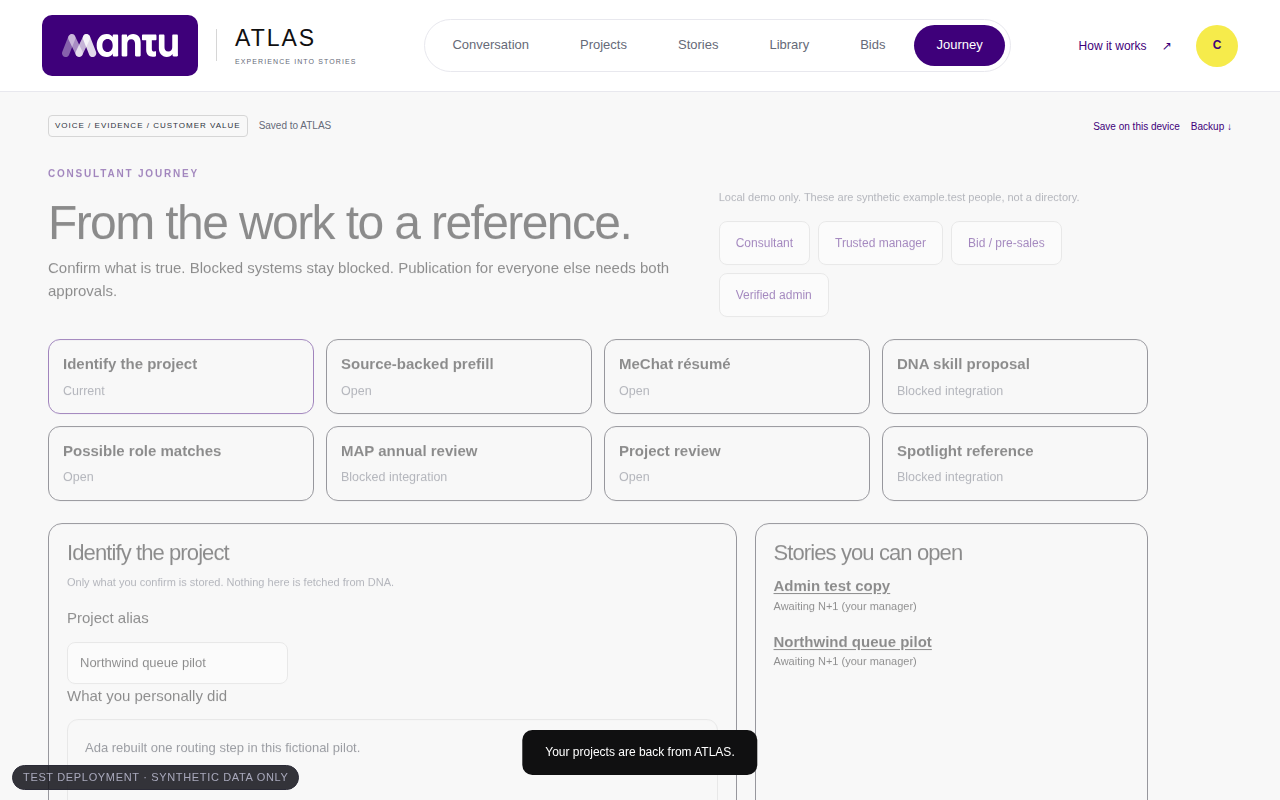 mantu
ATLAS
EXPERIENCE INTO STORIES
Conversation
Projects
Stories
Library
Bids
Journey
How it works ↗
C
VOICE / EVIDENCE / CUSTOMER VALUE
Saved to ATLAS
Save on this device
Backup ↓
CONSULTANT JOURNEY
From the work to a reference.
Confirm what is true. Blocked systems stay blocked. Publication for everyone else needs both
approvals.
Local demo only. These are synthetic example.test people, not a directory.
Consultant
Trusted manager
Bid / pre-sales
Verified admin
Identify the project
Current
Source-backed prefill
Open
MeChat résumé
Open
DNA skill proposal
Blocked integration
Possible role matches
Open
MAP annual review
Blocked integration
Project review
Open
Spotlight reference
Blocked integration
Identify the project
Only what you confirm is stored. Nothing here is fetched from DNA.
Project alias
Northwind queue pilot
What you personally did
Ada rebuilt one routing step in this fictional pilot.
Stories you can open
Admin test copy
Awaiting N+1 (your manager)
Northwind queue pilot
Awaiting N+1 (your manager)
Your projects are back from ATLAS.
TEST DEPLOYMENT · SYNTHETIC DATA ONLY